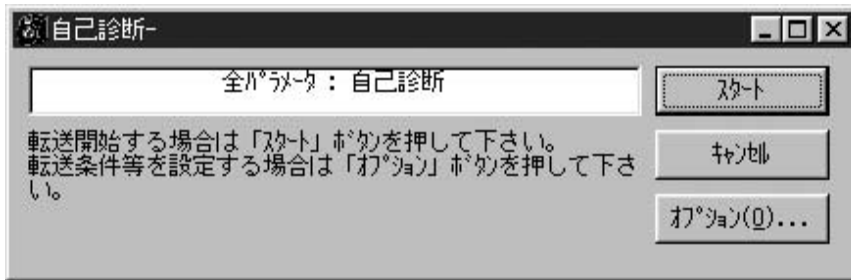 自己診断-
全ﾊﾟﾗﾒｰﾀ : 自己診断
ｽﾀｰﾄ
転送開始する場合は「ｽﾀｰﾄ」ﾎﾞﾀﾝを押して下さい。
転送条件等を設定する場合は「ｵﾌﾟｼｮﾝ」ﾎﾞﾀﾝを押して下さ
い。
ｷｬﾝｾﾙ
ｵﾌﾟｼｮﾝ(O)...